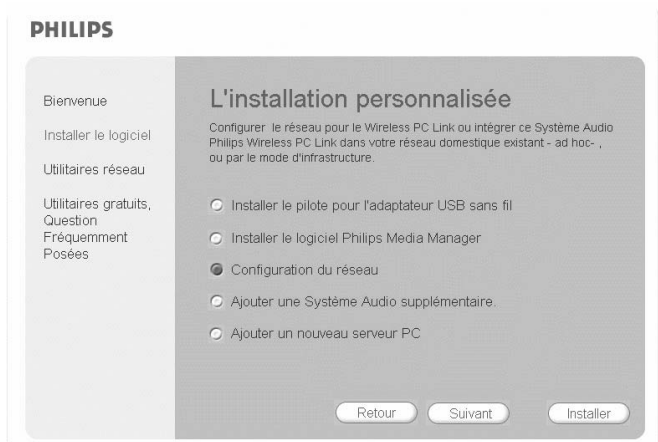 PHILIPS
Bienvenue
Installer le logiciel
Utilitaires réseau
Utilitaires gratuits,
Question
Fréquemment
Posées
L'installation personnalisée
Configurer le réseau pour le Wireless PC Link ou intégrer ce Système Audio
Philips Wireless PC Link dans votre réseau domestique existant - ad hoc- ,
ou par le mode d'infrastructure.
Installer le pilote pour l'adaptateur USB sans fil
Installer le logiciel Philips Media Manager
Configuration du réseau
Ajouter une Système Audio supplémentaire.
Ajouter un nouveau serveur PC
Retour
Suivant
Installer